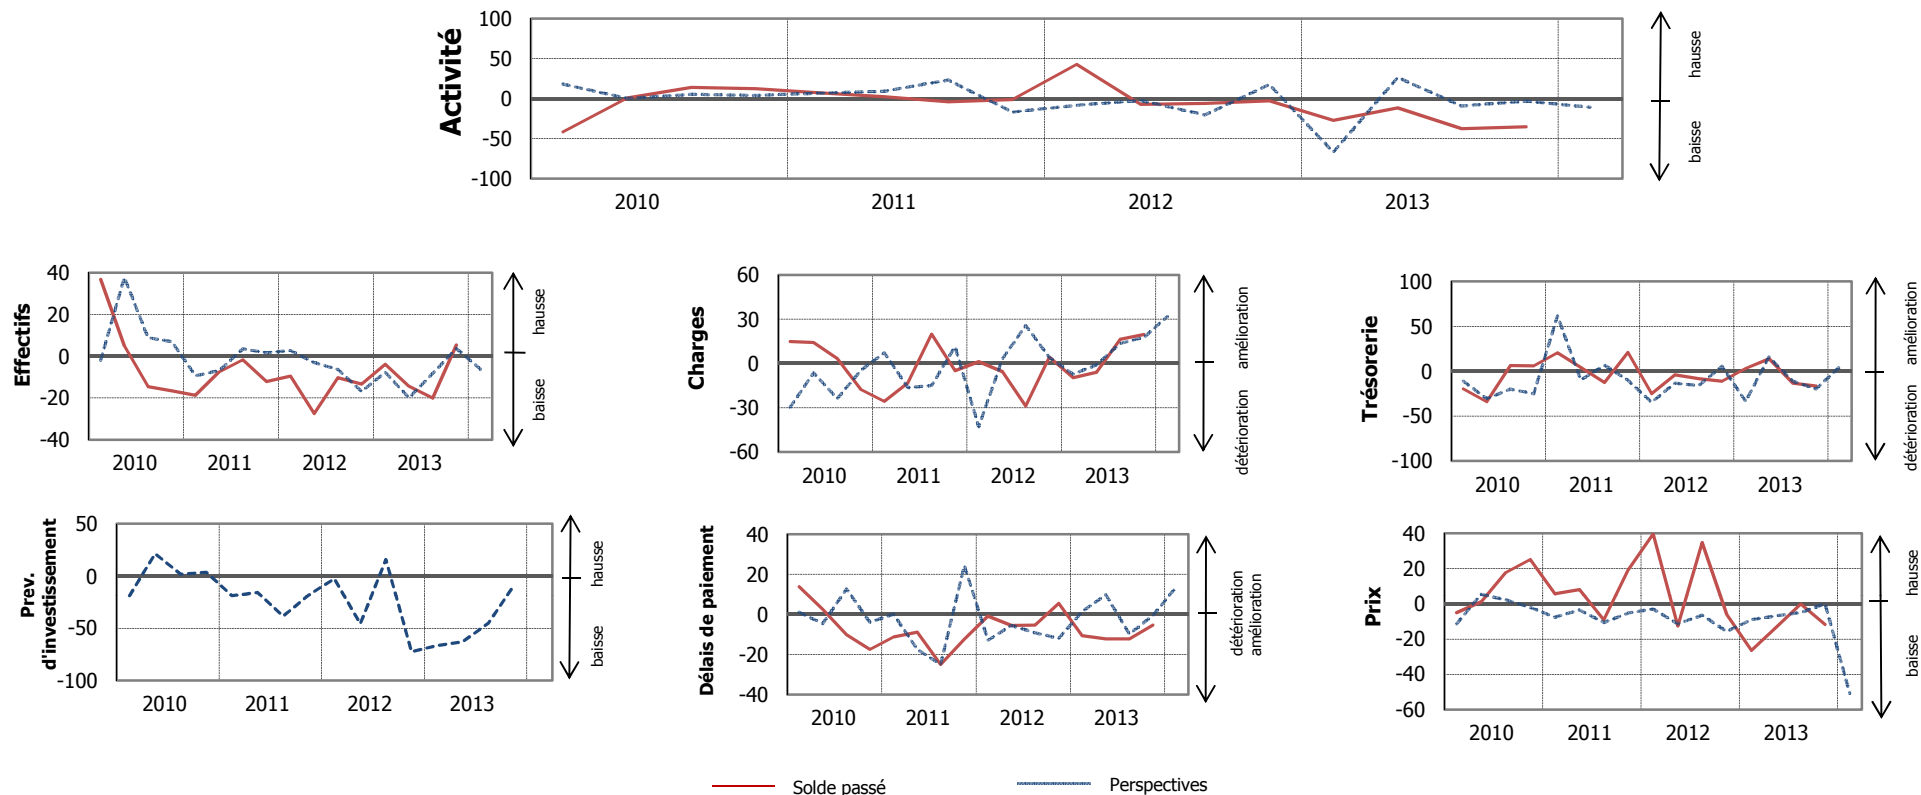 Activité
100
50
0
-50
-100
2010 2011 2012 2013
hausse
baisse
Effectifs
40
20
0
-20
-40
2010 2011 2012 2013
hausse
baisse
Charges
60
30
0
-30
-60
2010 2011 2012 2013
amélioration
détérioration
Trésorerie
100
50
0
-50
-100
2010 2011 2012 2013
amélioration
détérioration
Prev.
d'investissement
50
0
-50
-100
2010 2011 2012 2013
hausse
baisse
Délais de paiement
40
20
0
-20
-40
2010 2011 2012 2013
détérioration
amélioration
Prix
40
20
0
-20
-40
-60
2010 2011 2012 2013
hausse
baisse
Solde passé Perspectives